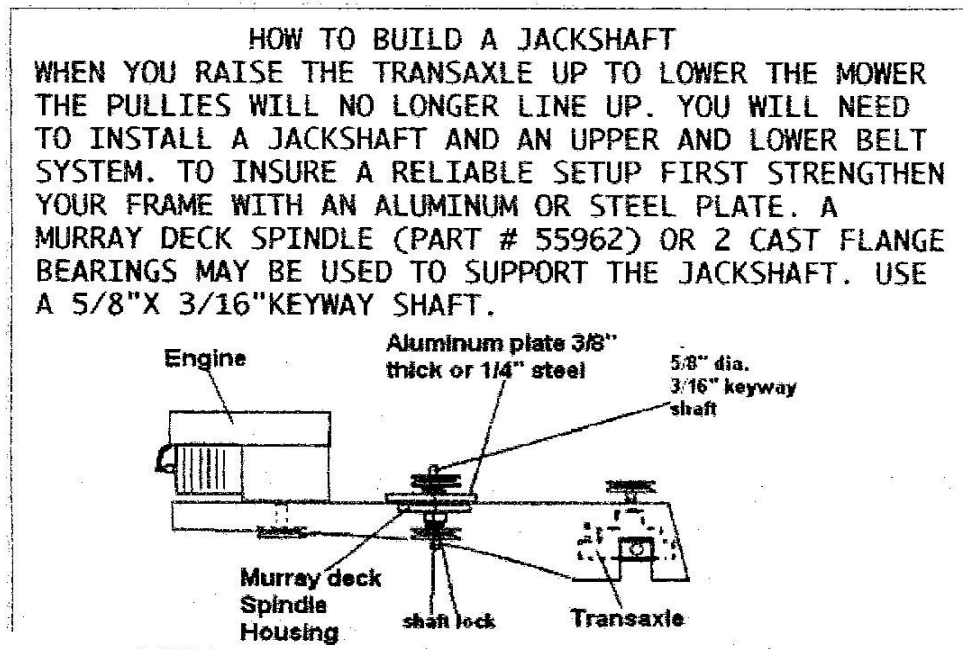 HOW TO BUILD A JACKSHAFT
WHEN YOU RAISE THE TRANSAXLE UP TO LOWER THE MOWER
THE PULLIES WILL NO LONGER LINE UP. YOU WILL NEED
TO INSTALL A JACKSHAFT AND AN UPPER AND LOWER BELT
SYSTEM. TO INSURE A RELIABLE SETUP FIRST STRENGTHEN
YOUR FRAME WITH AN ALUMINUM OR STEEL PLATE. A
MURRAY DECK SPINDLE (PART # 55962) OR 2 CAST FLANGE
BEARINGS MAY BE USED TO SUPPORT THE JACKSHAFT. USE
A 5/8"X 3/16"KEYWAY SHAFT.
Engine
Aluminum plate 3/8"
thick or 1/4" steel
5/8" dia.
3/16" keyway
shaft
Murray deck
Spindle
Housing
shaft lock
Transaxle